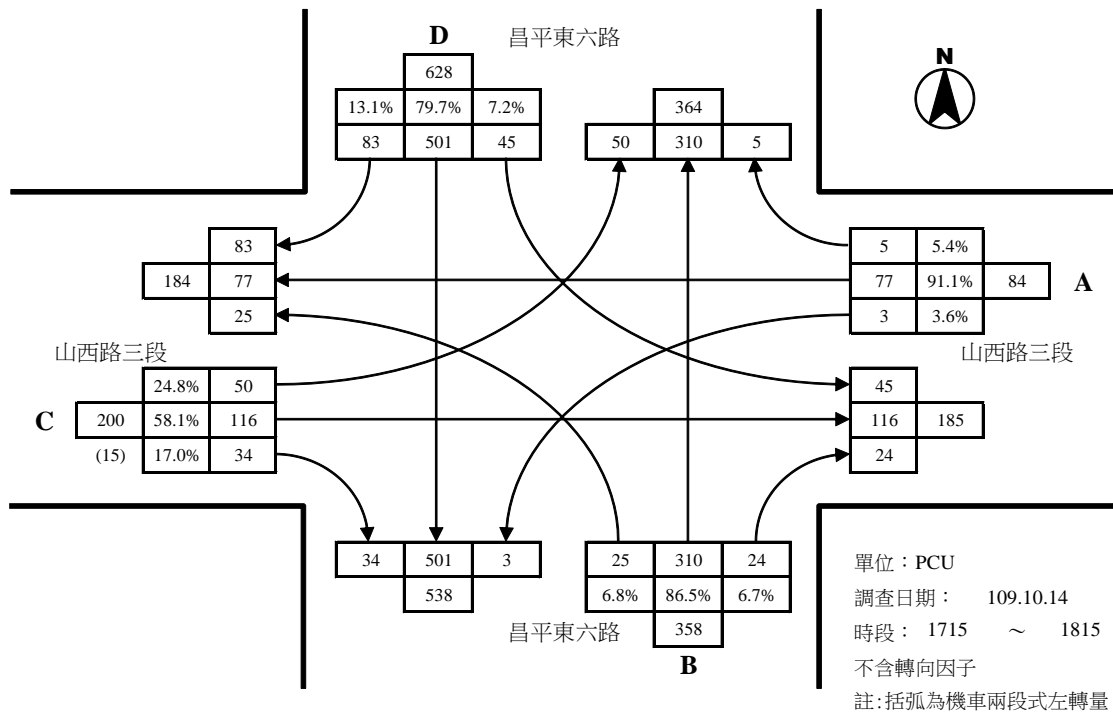 D
昌平東六路
N
628
13.1% 79.7% 7.2%
83 501 45
364
50 310 5
83
184 77
25
5 5.4%
77 91.1% 84
3 3.6%
A
山西路三段
山西路三段
24.8% 50
C 200 58.1% 116
(15) 17.0% 34
45
116 185
24
34 501 3
538
25 310 24
6.8% 86.5% 6.7%
358
昌平東六路
B
單位：PCU
調查日期： 109.10.14
時段： 1715 ～ 1815
不含轉向因子
註:括弧為機車兩段式左轉量